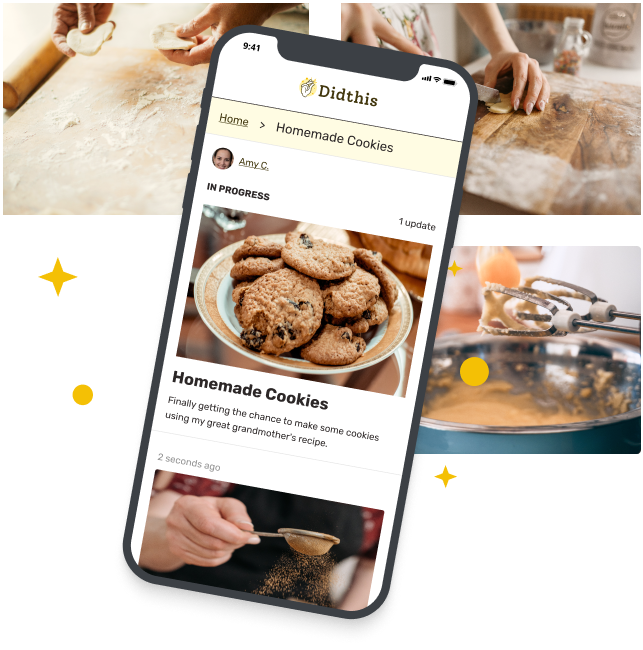 9:41
Didthis
Home > Homemade Cookies
Amy C.
IN PROGRESS
1 update
Homemade Cookies
Finally getting the chance to make some cookies
using my great grandmother's recipe.
2 seconds ago